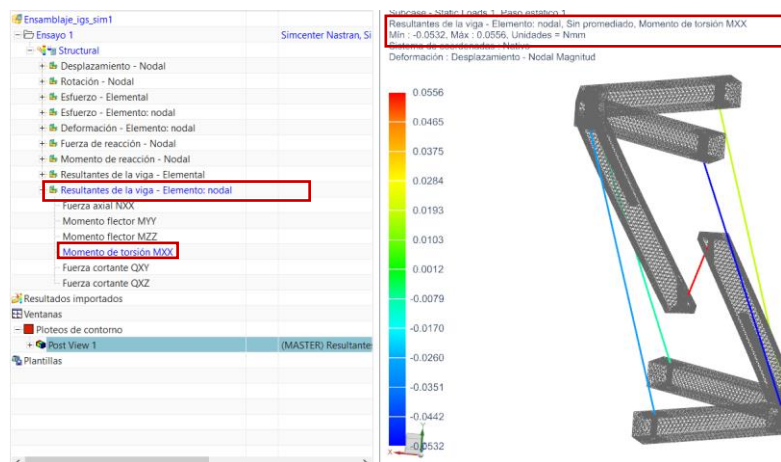 Ensamblaje_igs_sim1
Ensayo 1 Simcenter Nastran, Si
Structural
Desplazamiento - Nodal
Rotación - Nodal
Esfuerzo - Elemental
Esfuerzo - Elemento: nodal
Deformación - Elemento: nodal
Fuerza de reacción - Nodal
Momento de reacción - Nodal
Resultantes de la viga - Elemental
Resultantes de la viga - Elemento: nodal
Fuerza axial NXX
Momento flector MYY
Momento flector MZZ
Momento de torsión MXX
Fuerza cortante QXY
Fuerza cortante QXZ
Resultados importados
Ventanas
Ploteos de contorno
Post View 1 (MASTER) Resultante
Plantillas
Subcase - Static Loads 1, Paso estático 1
Resultantes de la viga - Elemento: nodal, Sin promediado, Momento de torsión MXX
Mín : -0.0532, Máx : 0.0556, Unidades = Nmm
Sistema de coordenadas : Nativo
Deformación : Desplazamiento - Nodal Magnitud
0.0556
0.0465
0.0375
0.0284
0.0193
0.0103
0.0012
-0.0079
-0.0170
-0.0260
-0.0351
-0.0442
-0.0532
Y
X